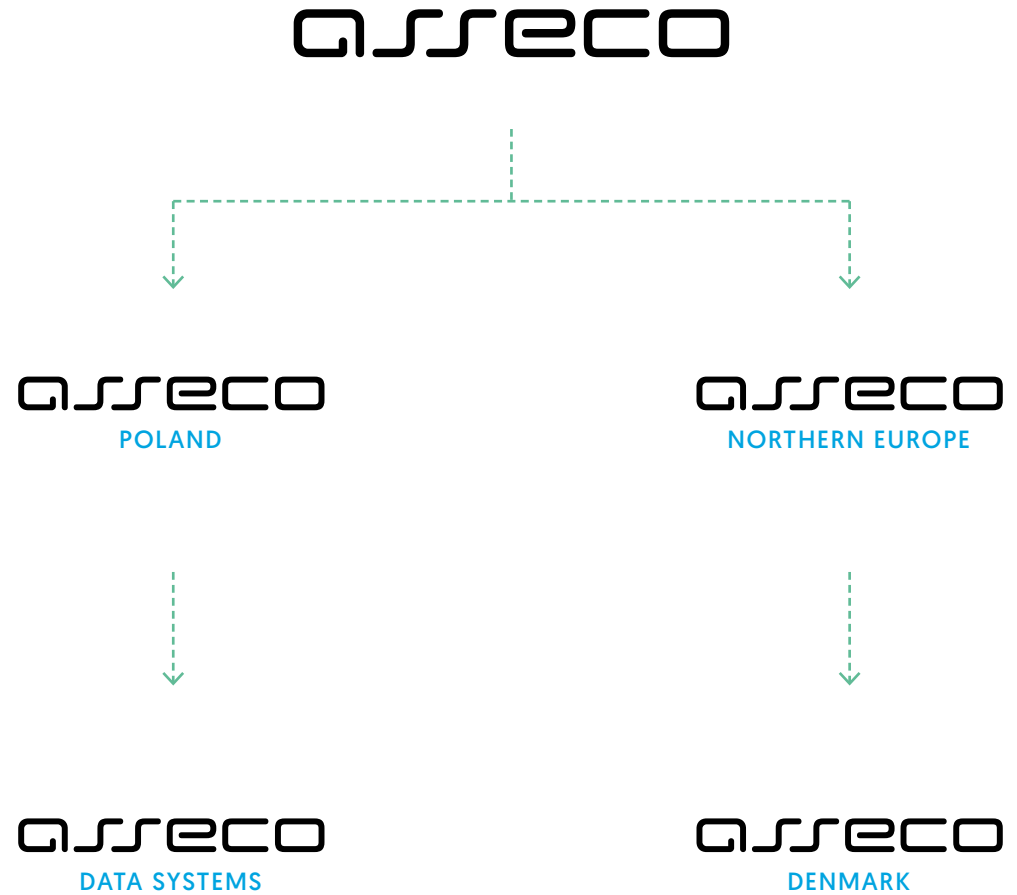 asseco
asseco
POLAND
asseco
NORTHERN EUROPE
asseco
DATA SYSTEMS
asseco
DENMARK